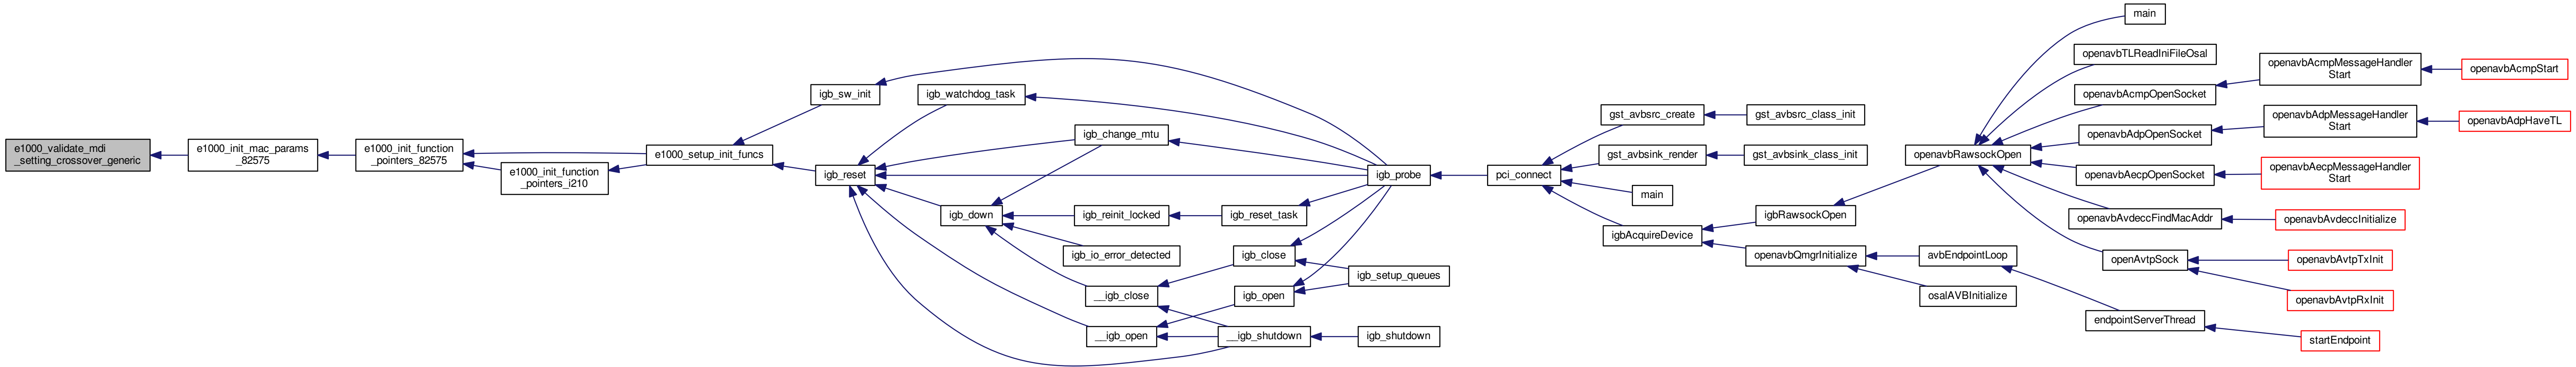 e1000_validate_mdi
_setting_crossover_generic
e1000_init_mac_params
_82575
e1000_init_function
_pointers_82575
e1000_init_function
_pointers_i210
e1000_setup_init_funcs
igb_sw_init
igb_reset
igb_watchdog_task
igb_change_mtu
igb_down
igb_reinit_locked
igb_reset_task
igb_io_error_detected
igb_close
__igb_close
igb_open
__igb_open
__igb_shutdown
igb_shutdown
igb_setup_queues
igb_probe
pci_connect
gst_avbsrc_create
gst_avbsrc_class_init
gst_avbsink_render
gst_avbsink_class_init
main
igbAcquireDevice
igbRawsockOpen
openavbQmgrInitialize
avbEndpointLoop
osalAVBInitialize
openavbRawsockOpen
main
openavbTLReadIniFileOsal
openavbAcmpOpenSocket
openavbAcmpMessageHandler
Start
openavbAcmpStart
openavbAdpOpenSocket
openavbAdpMessageHandler
Start
openavbAdpHaveTL
openavbAecpOpenSocket
openavbAecpMessageHandler
Start
openavbAvdeccFindMacAddr
openavbAvdeccInitialize
openAvtpSock
openavbAvtpTxInit
openavbAvtpRxInit
endpointServerThread
startEndpoint